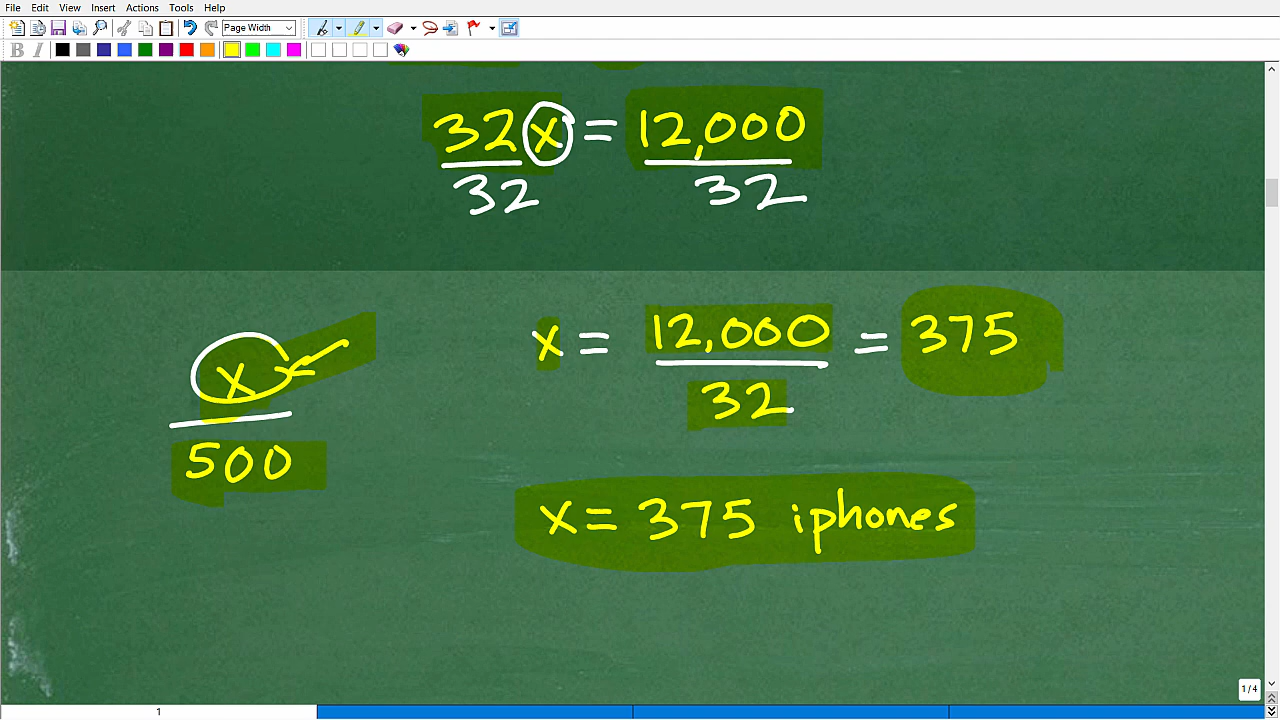 File Edit View Insert Actions Tools Help
Page Width
B I
32x = 12,000
32 32
x = 12,000 = 375
32
x
500
x = 375 iphones
1/4
1